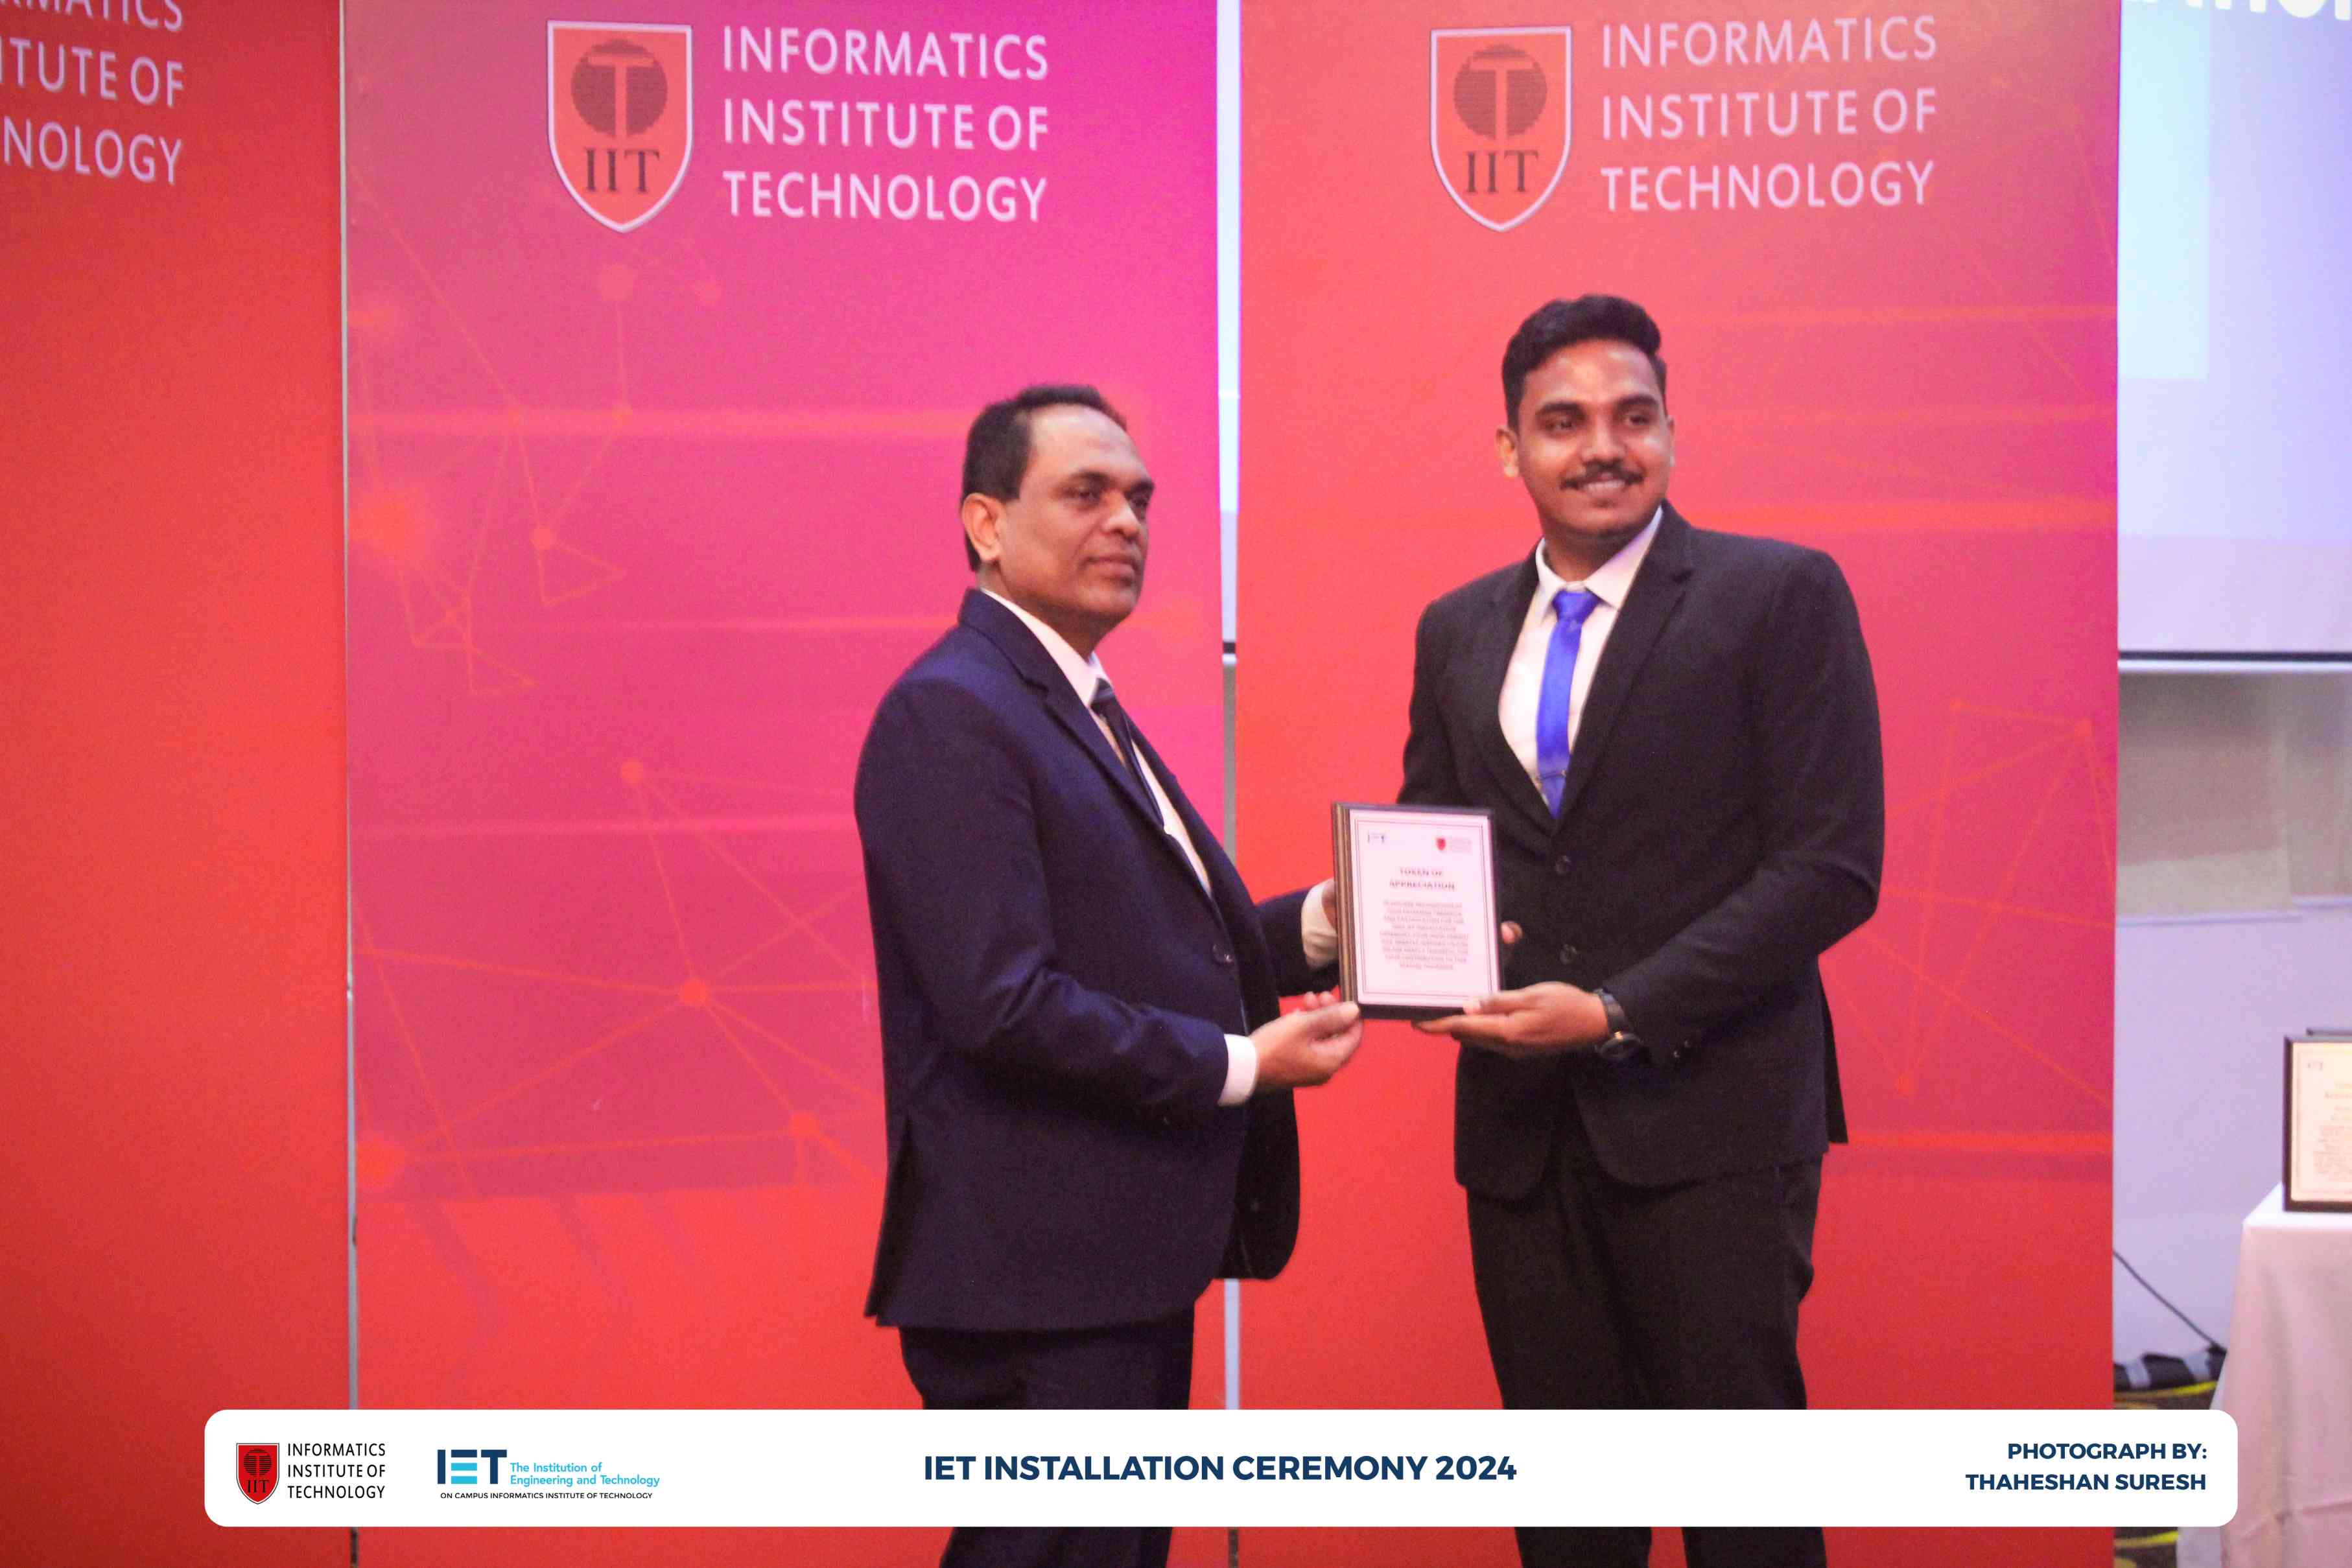 MATICS
TUTE OF
NOLOGY
IIT
INFORMATICS
INSTITUTE OF
TECHNOLOGY
IIT
INFORMATICS
INSTITUTE OF
TECHNOLOGY
IET
TOKEN OF
APPRECIATION
IIT
INFORMATICS
INSTITUTE OF
TECHNOLOGY
IET
The Institution of
Engineering and Technology
ON CAMPUS INFORMATICS INSTITUTE OF TECHNOLOGY
IET INSTALLATION CEREMONY 2024
PHOTOGRAPH BY:
THAHESHAN SURESH